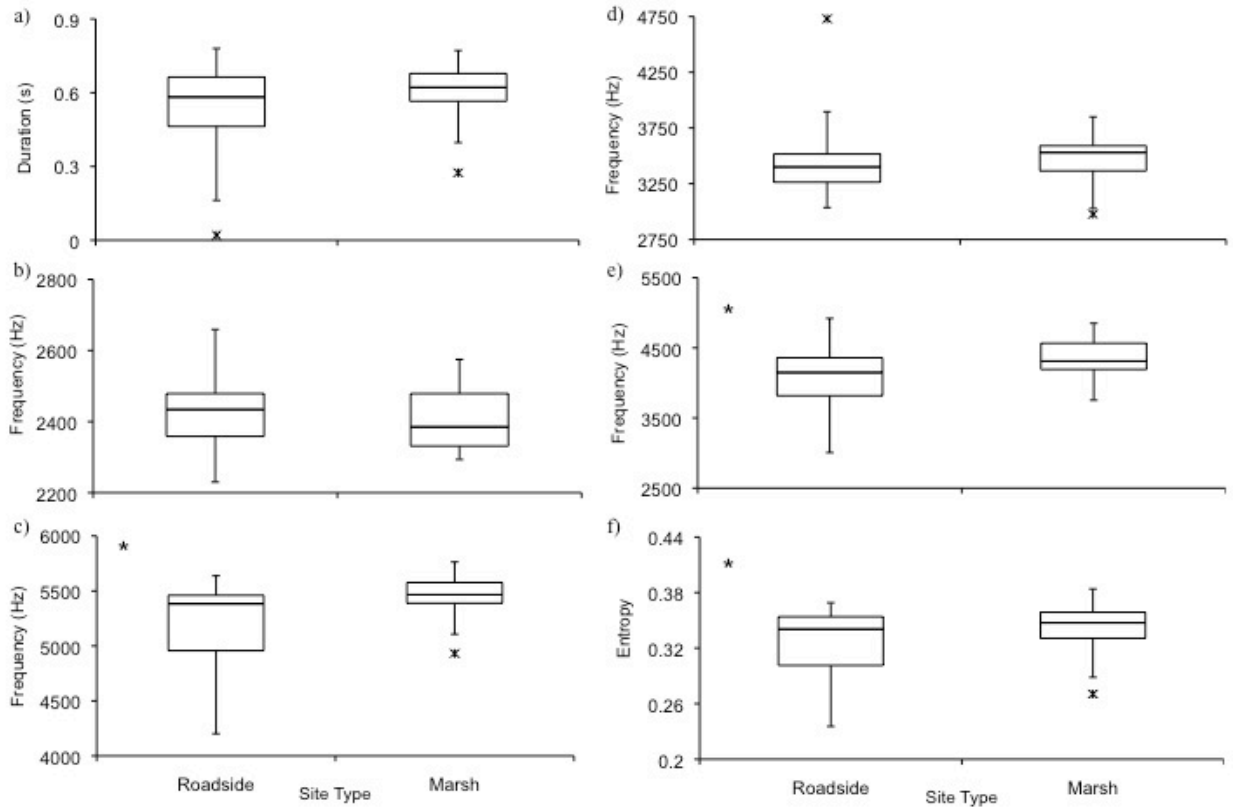 a)
0.9
0.6
0.3
0
Duration (s)
b)
2800
2600
2400
2200
Frequency (Hz)
c)
6000
5500
5000
4500
4000
Frequency (Hz)
Roadside
Marsh
Site Type
d)
4750
4250
3750
3250
2750
Frequency (Hz)
e)
5500
4500
3500
2500
Frequency (Hz)
*
f)
0.44
0.38
0.32
0.26
0.2
Entropy
*
Roadside
Marsh
Site Type